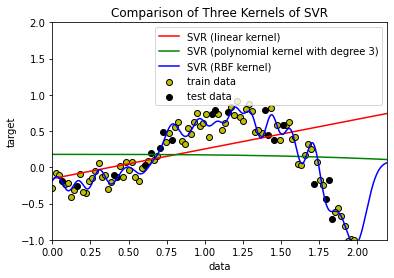 Comparison of Three Kernels of SVR
SVR (linear kernel)
SVR (polynomial kernel with degree 3)
SVR (RBF kernel)
train data
test data
2.0
1.5
1.0
0.5
0.0
−0.5
−1.0
target
0.00 0.25 0.50 0.75 1.00 1.25 1.50 1.75 2.00
data